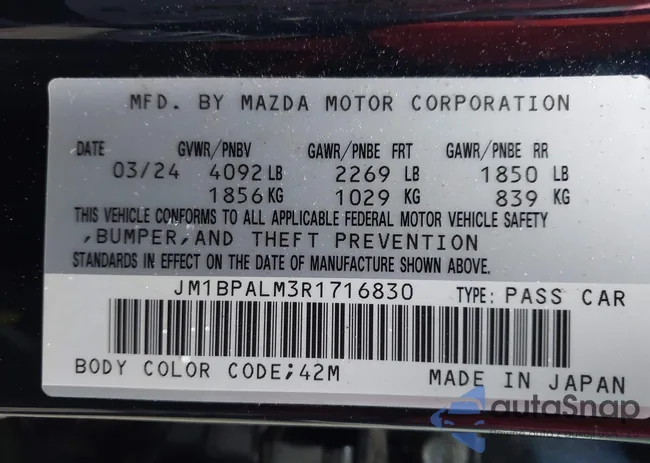 MFD. BY MAZDA MOTOR CORPORATION
DATE GVWR/PNBV GAWR/PNBE FRT GAWR/PNBE RR
03/24 4092 LB 2269 LB 1850 LB
1856 KG 1029 KG 839 KG
THIS VEHICLE CONFORMS TO ALL APPLICABLE FEDERAL MOTOR VEHICLE SAFETY
,BUMPER,AND THEFT PREVENTION
STANDARDS IN EFFECT ON THE DATE OF MANUFACTURE SHOWN ABOVE.
JM1BPALM3R1716830 TYPE: PASS CAR
BODY COLOR CODE;42M MADE IN JAPAN
autoSnap